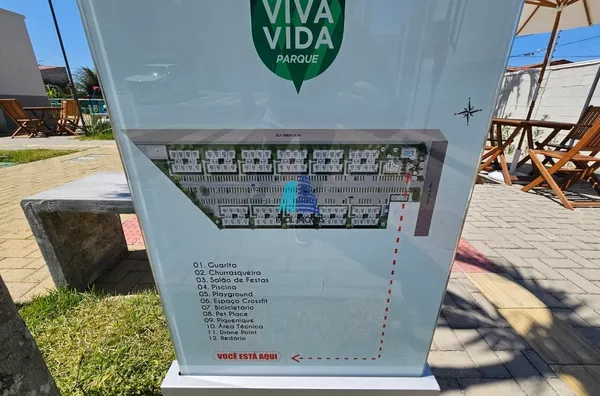 VIVA
VIDA
PARQUE
01. Guarita
02. Churrasqueira
03. Salão de Festas
04. Piscina
05. Playground
06. Espaço Crossfit
07. Bicicletário
08. Pet Place
09. Piquenique
10. Área Técnica
11. Drone Point
12. Redário
VOCÊ ESTÁ AQUI